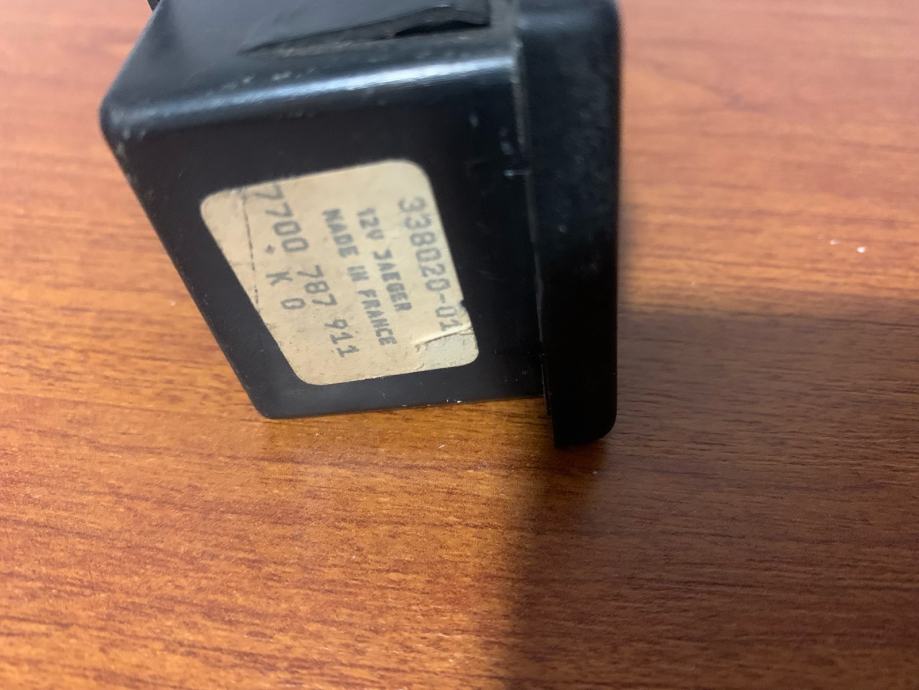 338020-01
12V JAEGER
MADE IN FRANCE
7700 787 911
+ K 0